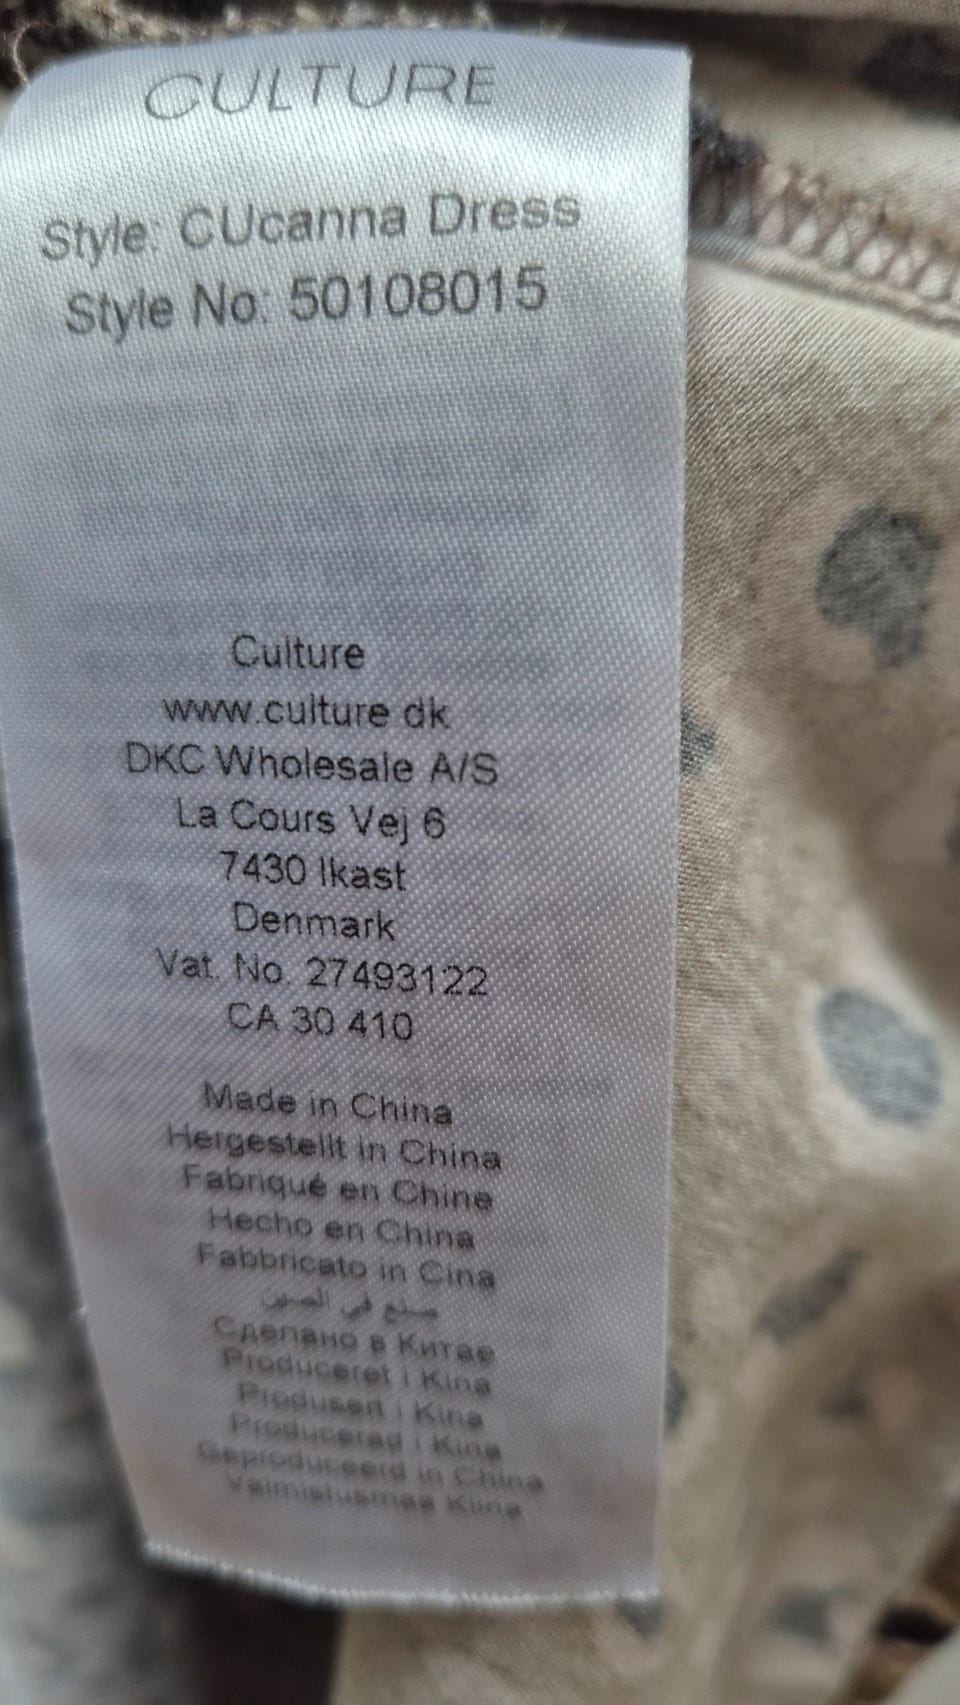 CULTURE
Style: CUcanna Dress
Style No: 50108015
Culture
www.culture.dk
DKC Wholesale A/S
La Cours Vej 6
7430 Ikast
Denmark
Vat. No. 27493122
CA 30 410
Made in China
Hergestellt in China
Fabriqué en Chine
Hecho en China
Fabbricato in Cina
صنع في الصين
Сделано в Китае
Produceret i Kina
Produsert i Kina
Producerad i Kina
Geproduceerd in China
Valmistusmaa Kiina